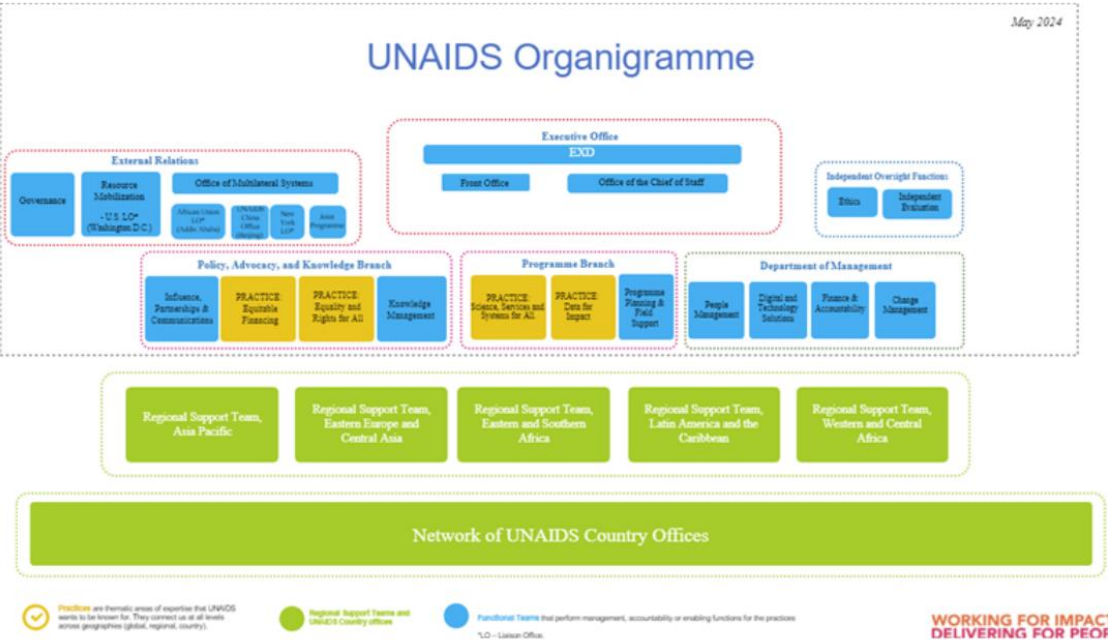 May 2024
UNAIDS Organigramme
Executive Office
EXD
Front Office
Office of the Chief of Staff
External Relations
Governance
Resource
Mobilization
- U.S. LO*
(Washington D.C.)
Office of Multilateral Systems
African Union
LO*
(Addis Ababa)
UNAIDS
China
Office
(Beijing)
New
York
LO*
Joint
Programme
Independent Oversight Functions
Ethics
Independent
Evaluation
Policy, Advocacy, and Knowledge Branch
Influence,
Partnerships &
Communications
PRACTICE:
Equitable
Financing
PRACTICE:
Equality and
Rights for All
Knowledge
Management
Programme Branch
PRACTICE:
Science, Services and
Systems for All
PRACTICE:
Data for
Impact
Programme
Planning &
Field
Support
Department of Management
People
Management
Digital and
Technology
Solutions
Finance &
Accountability
Change
Management
Regional Support Team,
Asia Pacific
Regional Support Team,
Eastern Europe and
Central Asia
Regional Support Team,
Eastern and Southern
Africa
Regional Support Team,
Latin America and the
Caribbean
Regional Support Team,
Western and Central
Africa
Network of UNAIDS Country Offices
Practices are thematic areas of expertise that UNAIDS
wants to be known for. They connect us at all levels
across geographies (global, regional, country).
Regional Support Teams and
UNAIDS Country offices
Functional Teams that perform management, accountability or enabling functions for the practices
*LO – Liaison Office.
WORKING FOR IMPACT
DELIVERING FOR PEOP